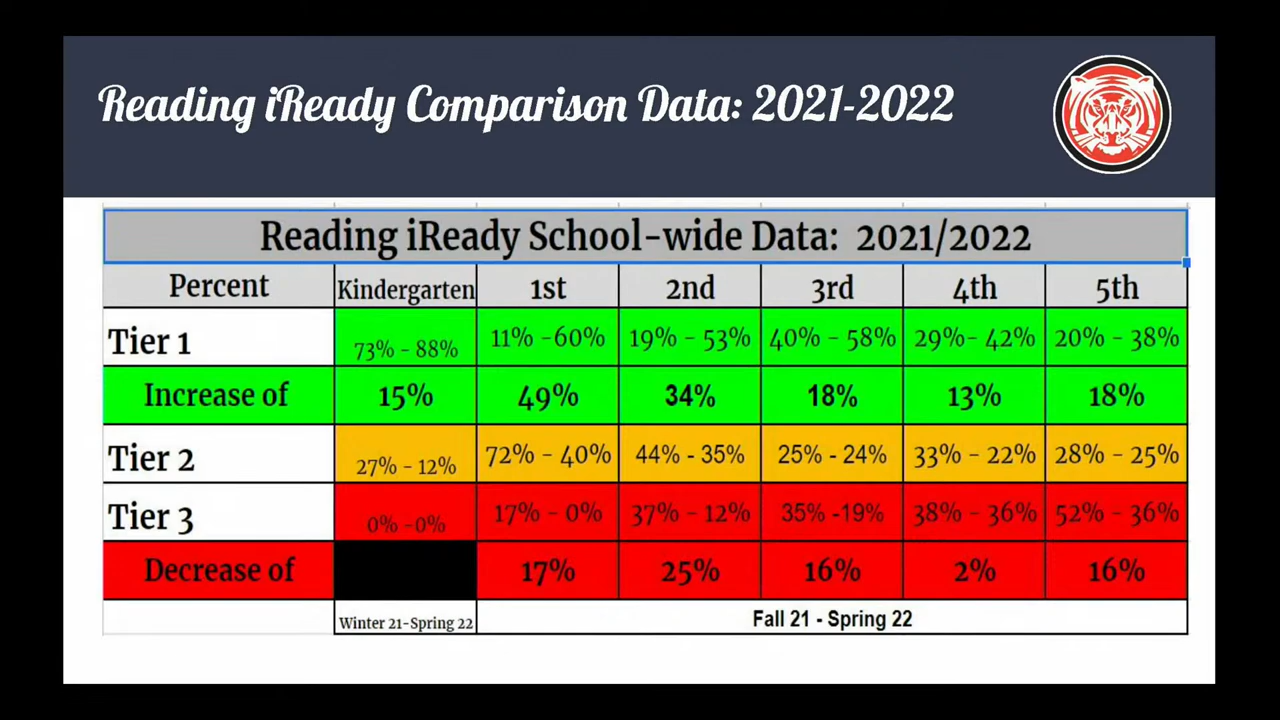 Reading iReady Comparison Data: 2021-2022
Reading iReady School-wide Data: 2021/2022
Percent Kindergarten 1st 2nd 3rd 4th 5th
Tier 1 73% - 88% 11% -60% 19% - 53% 40% - 58% 29%- 42% 20% - 38%
Increase of 15% 49% 34% 18% 13% 18%
Tier 2 27% - 12% 72% - 40% 44% - 35% 25% - 24% 33% - 22% 28% - 25%
Tier 3 0% -0% 17% - 0% 37% - 12% 35% -19% 38% - 36% 52% - 36%
Decrease of 17% 25% 16% 2% 16%
Winter 21-Spring 22 Fall 21 - Spring 22